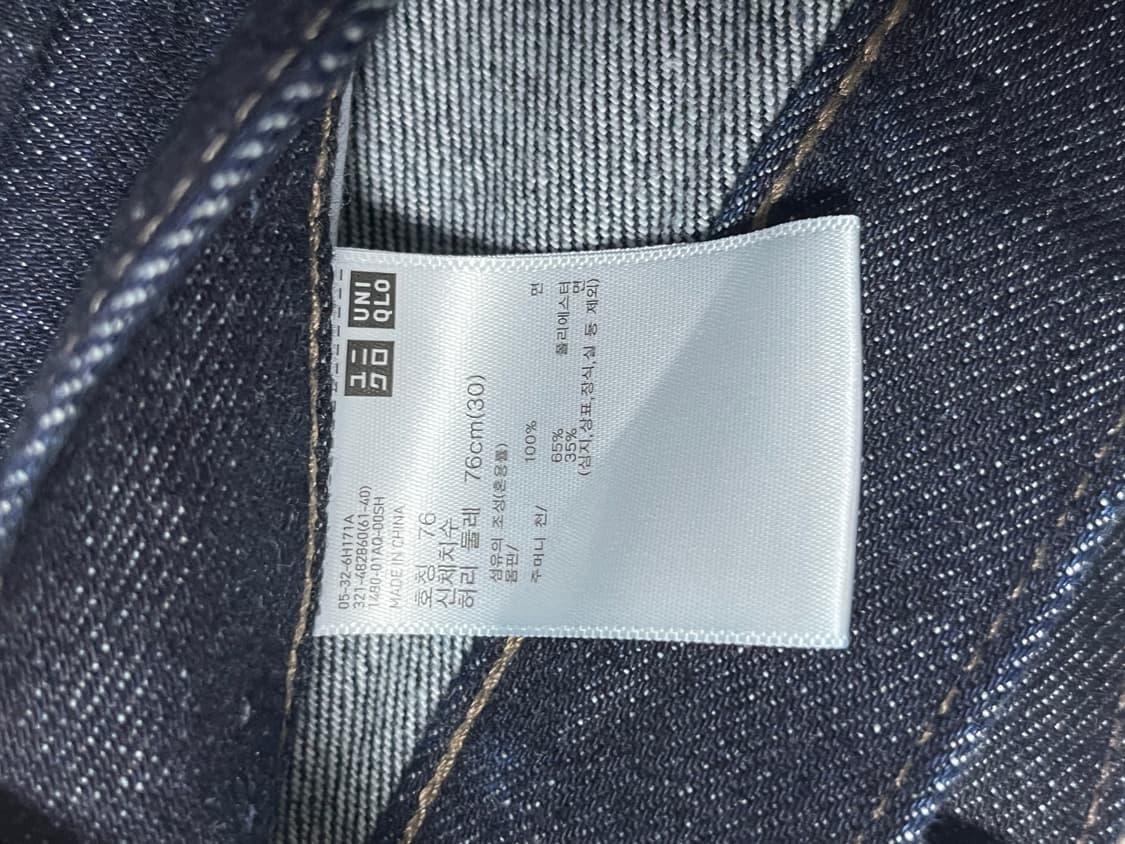 ユニ
クロ
UNI
QLO
05-32-6H171A
321-482860(61-40)
1480-01AQ-00SH
MADE IN CHINA
호칭 76
신체치수
허리 둘레 76cm(30)
섬유의 조성(혼용률)
몸판/
100% 면
주머니 천/
65% 폴리에스터
35% 면
(심지,상표,장식,실 등 제외)